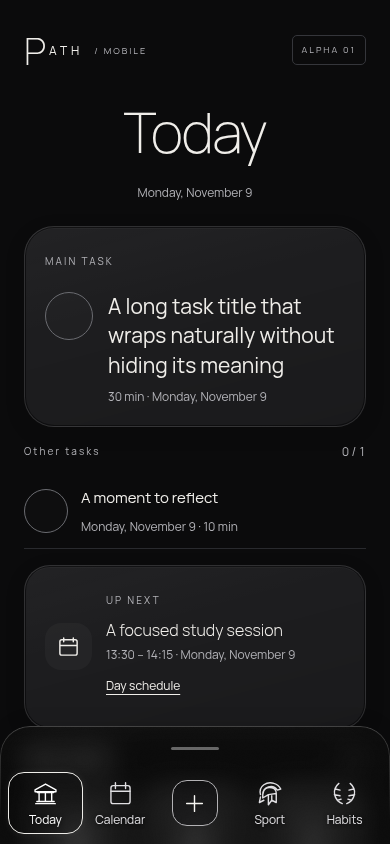 PATH / MOBILE
ALPHA 01
Today
Monday, November 9
MAIN TASK
A long task title that
wraps naturally without
hiding its meaning
30 min · Monday, November 9
Other tasks
0 / 1
A moment to reflect
Monday, November 9 · 10 min
UP NEXT
A focused study session
13:30 – 14:15 · Monday, November 9
Day schedule
Today
Calendar
Sport
Habits